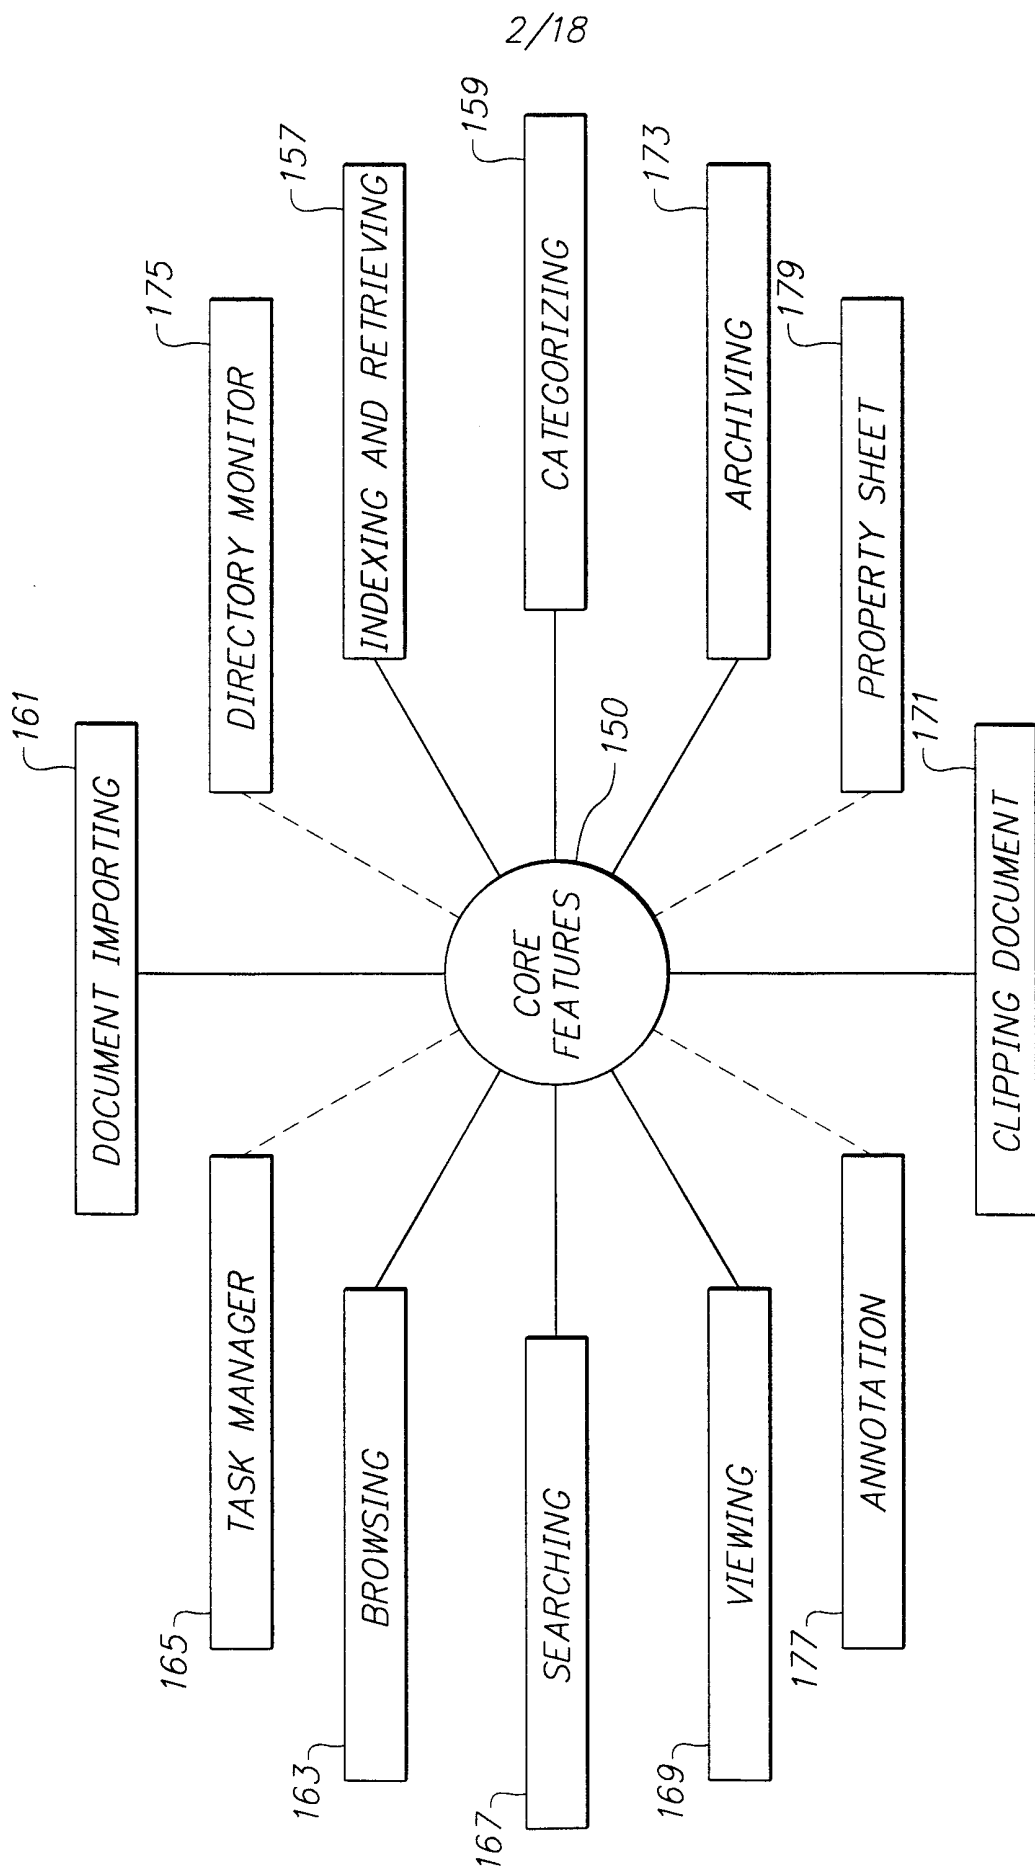 2/18
161
DOCUMENT IMPORTING
165
TASK MANAGER
175
DIRECTORY MONITOR
163
BROWSING
157
INDEXING AND RETRIEVING
167
SEARCHING
CORE
FEATURES
150
159
CATEGORIZING
169
VIEWING
173
ARCHIVING
177
ANNOTATION
179
PROPERTY SHEET
171
CLIPPING DOCUMENT